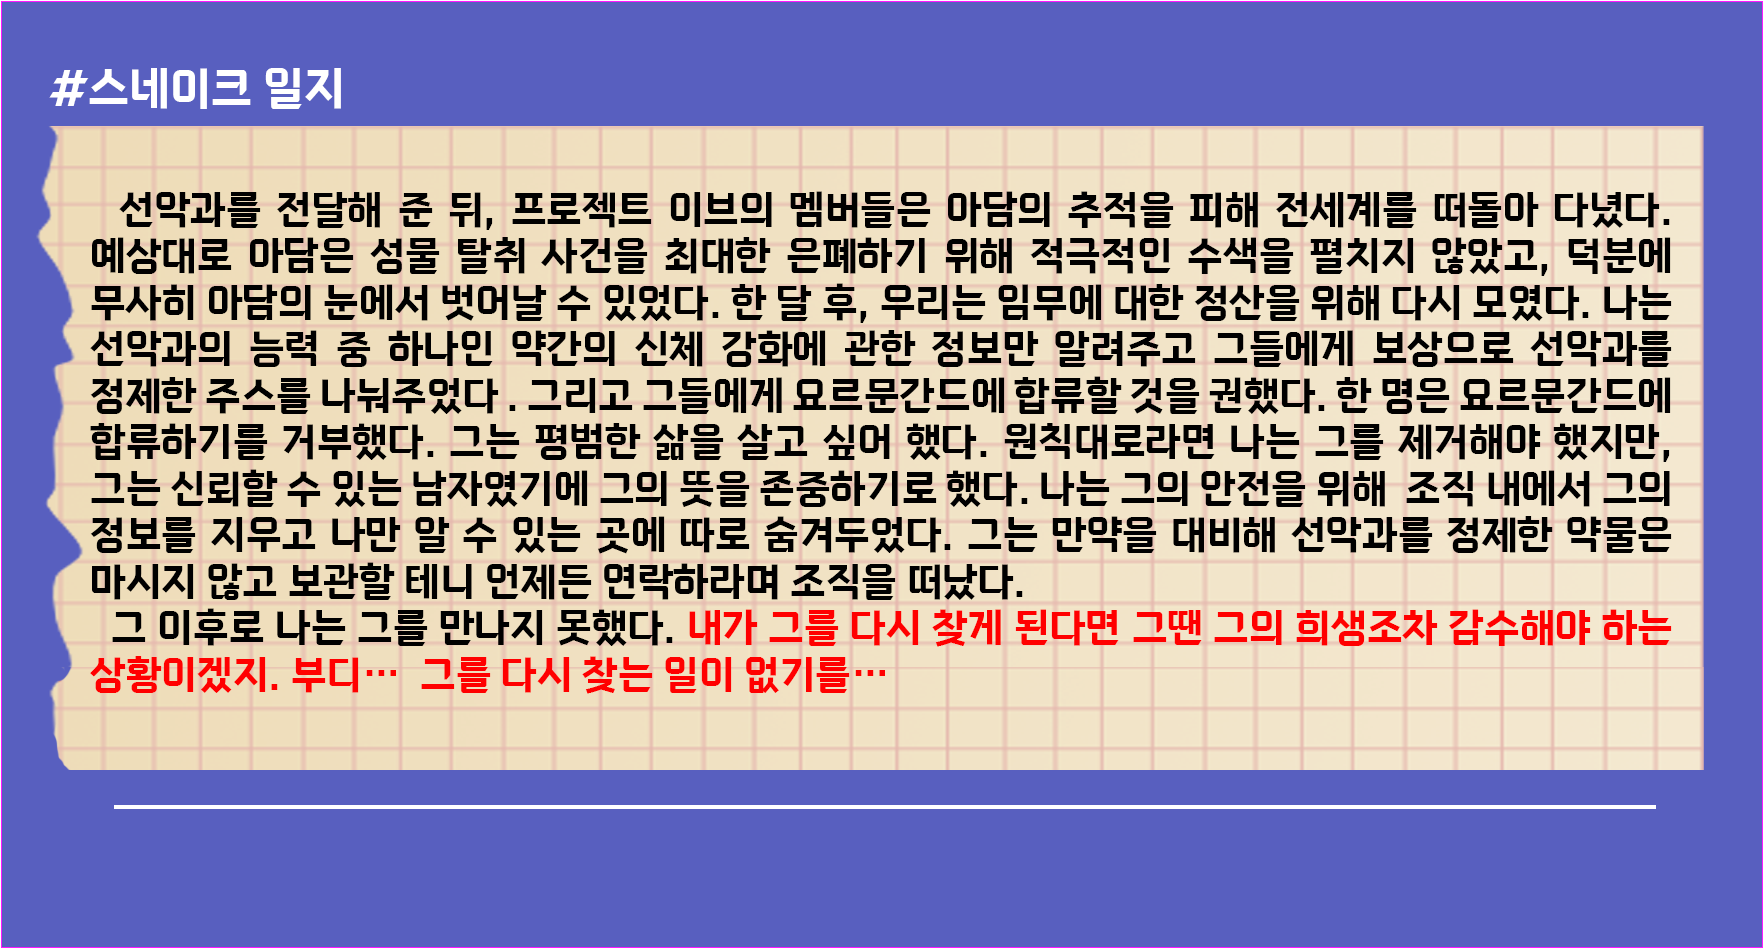 #스네이크 일지
선악과를 전달해 준 뒤, 프로젝트 이브의 멤버들은 아담의 추적을 피해 전세계를 떠돌아 다녔다.
예상대로 아담은 성물 탈취 사건을 최대한 은폐하기 위해 적극적인 수색을 펼치지 않았고, 덕분에
무사히 아담의 눈에서 벗어날 수 있었다. 한 달 후, 우리는 임무에 대한 정산을 위해 다시 모였다. 나는
선악과의 능력 중 하나인 약간의 신체 강화에 관한 정보만 알려주고 그들에게 보상으로 선악과를
정제한 주스를 나눠주었다 . 그리고 그들에게 요르문간드에 합류할 것을 권했다. 한 명은 요르문간드에
합류하기를 거부했다. 그는 평범한 삶을 살고 싶어 했다. 원칙대로라면 나는 그를 제거해야 했지만,
그는 신뢰할 수 있는 남자였기에 그의 뜻을 존중하기로 했다. 나는 그의 안전을 위해 조직 내에서 그의
정보를 지우고 나만 알 수 있는 곳에 따로 숨겨두었다. 그는 만약을 대비해 선악과를 정제한 약물은
마시지 않고 보관할 테니 언제든 연락하라며 조직을 떠났다.
그 이후로 나는 그를 만나지 못했다. 내가 그를 다시 찾게 된다면 그땐 그의 희생조차 감수해야 하는
상황이겠지. 부디… 그를 다시 찾는 일이 없기를…